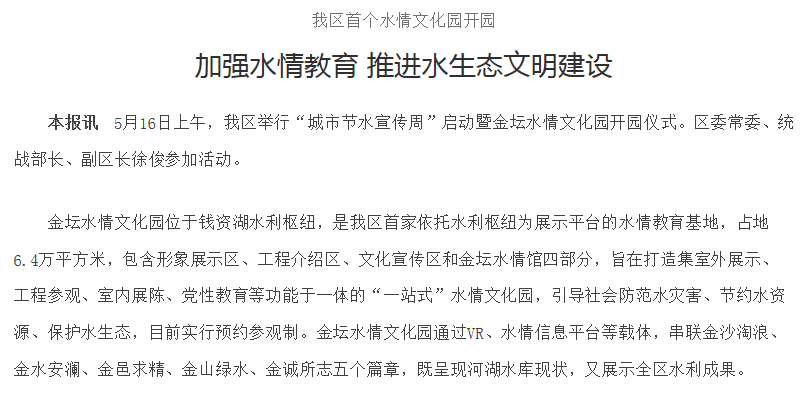 我区首个水情文化园开园
加强水情教育 推进水生态文明建设
本报讯 5月16日上午，我区举行“城市节水宣传周”启动暨金坛水情文化园开园仪式。区委常委、统
战部长、副区长徐俊参加活动。
金坛水情文化园位于钱资湖水利枢纽，是我区首家依托水利枢纽为展示平台的水情教育基地，占地
6.4万平方米，包含形象展示区、工程介绍区、文化宣传区和金坛水情馆四部分，旨在打造集室外展示、
工程参观、室内展陈、党性教育等功能于一体的“一站式”水情文化园，引导社会防范水灾害、节约水资
源、保护水生态，目前实行预约参观制。金坛水情文化园通过VR、水情信息平台等载体，串联金沙淘浪、
金水安澜、金邑求精、金山绿水、金诚所志五个篇章，既呈现河湖水库现状，又展示全区水利成果。